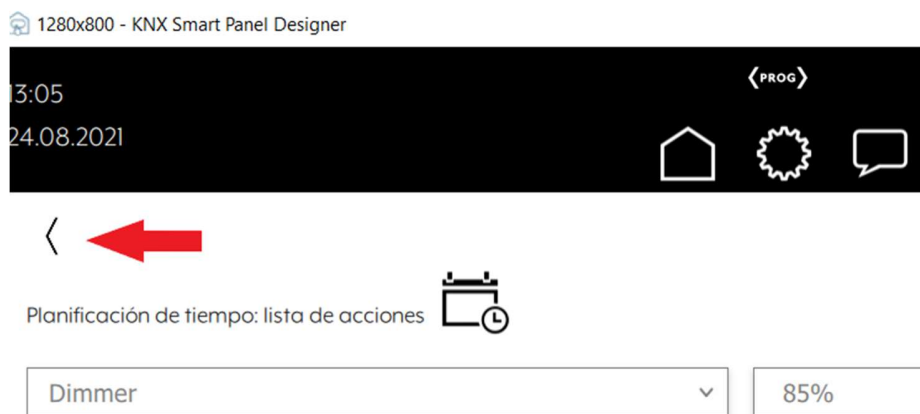 1280x800 - KNX Smart Panel Designer
⟨PROG⟩
13:05
24.08.2021
Planificación de tiempo: lista de acciones
Dimmer
85%